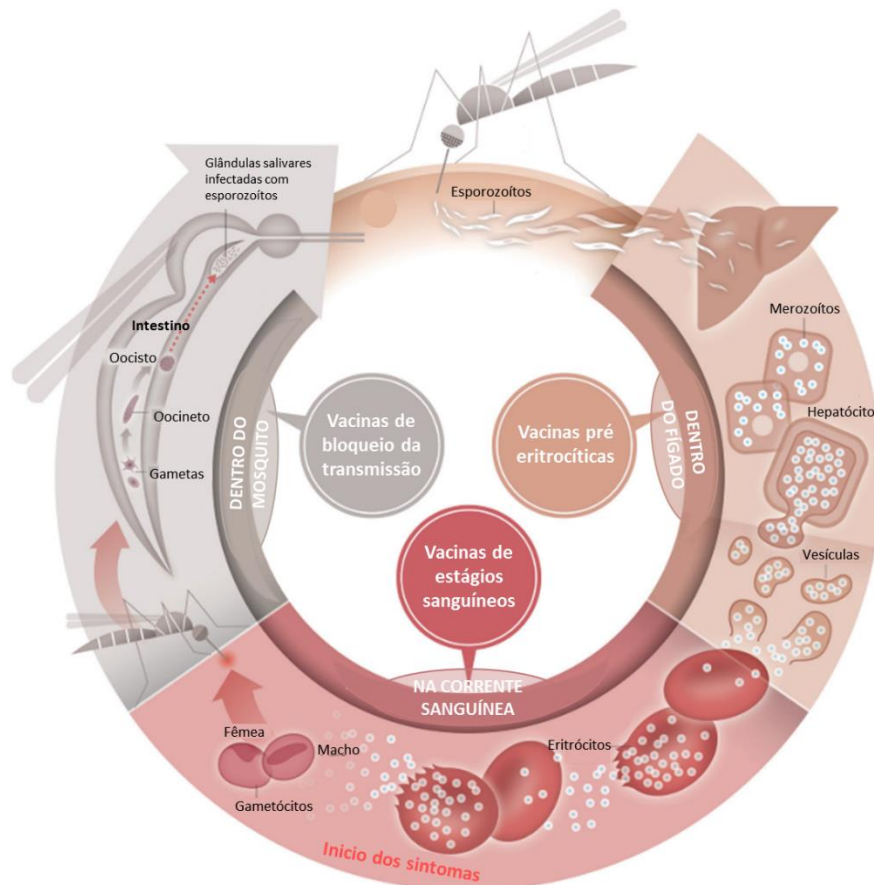 Glândulas salivares
infectadas com
esporozoítos
Esporozoítos
Merozoítos
Hepatócito
Vesículas
Intestino
Oocisto
Oocineto
Gametas
DENTRO DO
MOSQUITO
Vacinas de
bloqueio da
transmissão
Vacinas pré
eritrocíticas
DENTRO
DO FÍGADO
Vacinas de
estágios
sanguíneos
NA CORRENTE
SANGUÍNEA
Eritrócitos
Fêmea
Macho
Gametócitos
Inicio dos sintomas